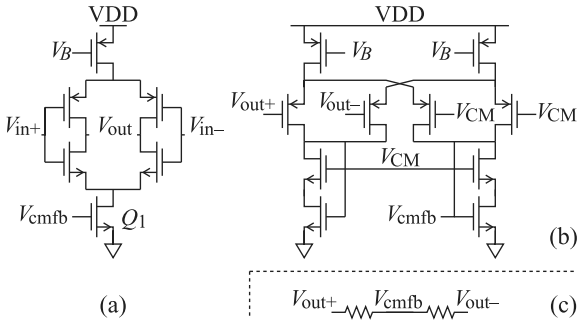 VDD
VB
Vin+
Vout
Vin−
Vcmfb
Q1
(a)
VDD
VB
VB
Vout+
Vout−
VCM
VCM
VCM
Vcmfb
(b)
Vout+
Vcmfb
Vout−
(c)